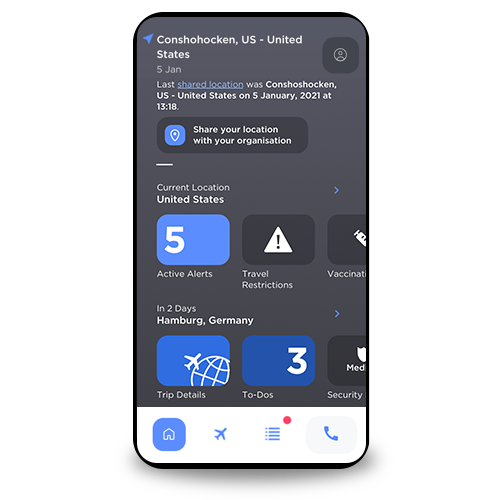 Conshohocken, US - United
States
5 Jan
Last shared location was Conshoshocken,
US - United States on 5 January, 2021 at
13:18.
Share your location
with your organisation
Current Location
United States
5
3
Active Alerts
Travel
Restrictions
Vaccinati
In 2 Days
Hamburg, Germany
Medi
Trip Details
To-Dos
Security